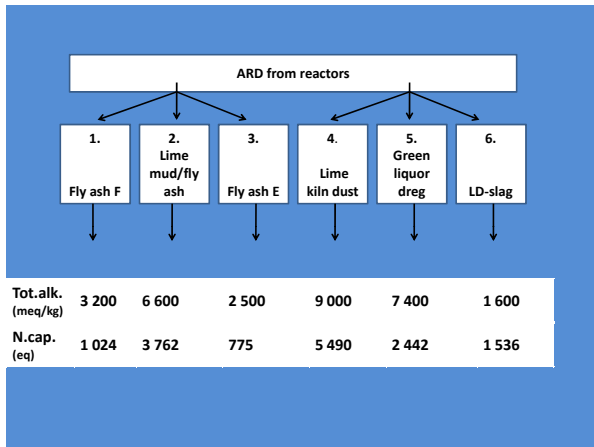 ARD from reactors
1.
Fly ash F
2.
Lime
mud/fly
ash
3.
Fly ash E
4.
Lime
kiln dust
5.
Green
liquor
dreg
6.
LD-slag
Tot.alk. 3 200 6 600 2 500 9 000 7 400 1 600
(meq/kg)
N.cap. 1 024 3 762 775 5 490 2 442 1 536
(eq)